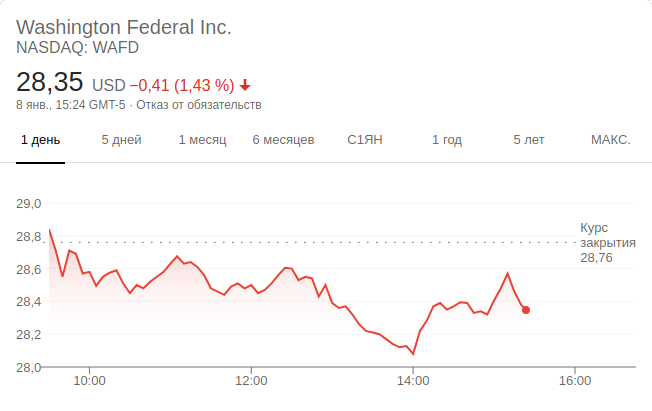 Washington Federal Inc.
NASDAQ: WAFD
28,35 USD −0,41 (1,43 %)
8 янв., 15:24 GMT-5 · Отказ от обязательств
1 день 5 дней 1 месяц 6 месяцев С1ЯН 1 год 5 лет МАКС.
29,0
28,8
28,6
28,4
28,2
28,0
Курс
закрытия
28,76
10:00 12:00 14:00 16:00